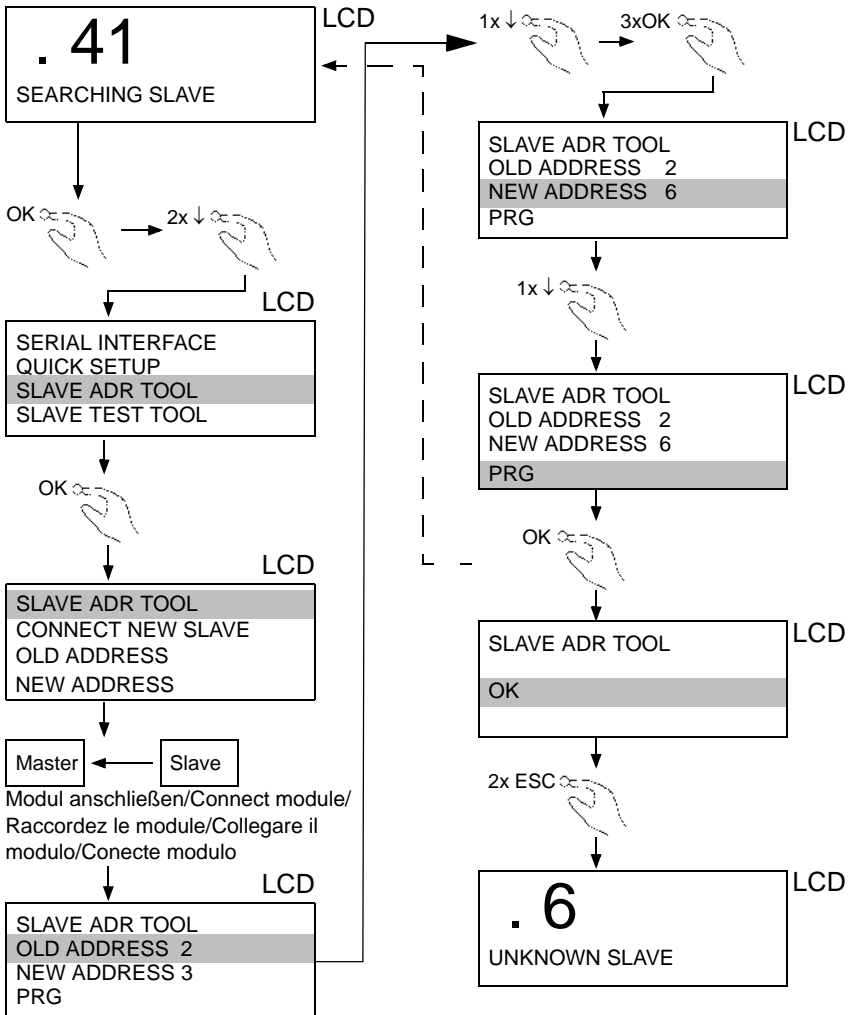 LCD
. 41
SEARCHING SLAVE
OK
2x ↓
LCD
SERIAL INTERFACE
QUICK SETUP
SLAVE ADR TOOL
SLAVE TEST TOOL
OK
LCD
SLAVE ADR TOOL
CONNECT NEW SLAVE
OLD ADDRESS
NEW ADDRESS
Master
Slave
Modul anschließen/Connect module/
Raccordez le module/Collegare il
modulo/Conecte modulo
LCD
SLAVE ADR TOOL
OLD ADDRESS 2
NEW ADDRESS 3
PRG
1x ↓
3xOK
LCD
SLAVE ADR TOOL
OLD ADDRESS 2
NEW ADDRESS 6
PRG
1x ↓
LCD
SLAVE ADR TOOL
OLD ADDRESS 2
NEW ADDRESS 6
PRG
OK
LCD
SLAVE ADR TOOL
OK
2x ESC
LCD
. 6
UNKNOWN SLAVE